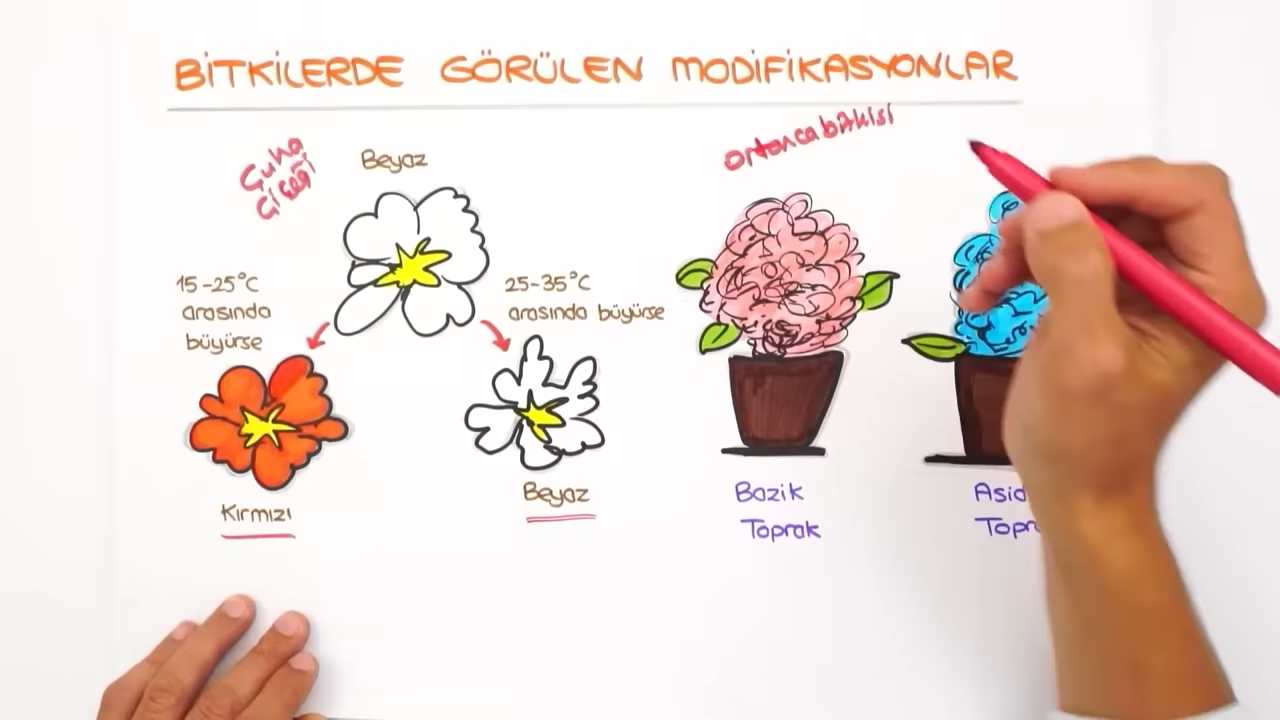 BİTKİLERDE GÖRÜLEN MODİFİKASYONLAR
Çuha
Çiçeği
Beyaz
15-25°C
arasında
büyürse
25-35°C
arasında büyürse
Kırmızı
Beyaz
Ortanca bitkisi
Bazik
Toprak